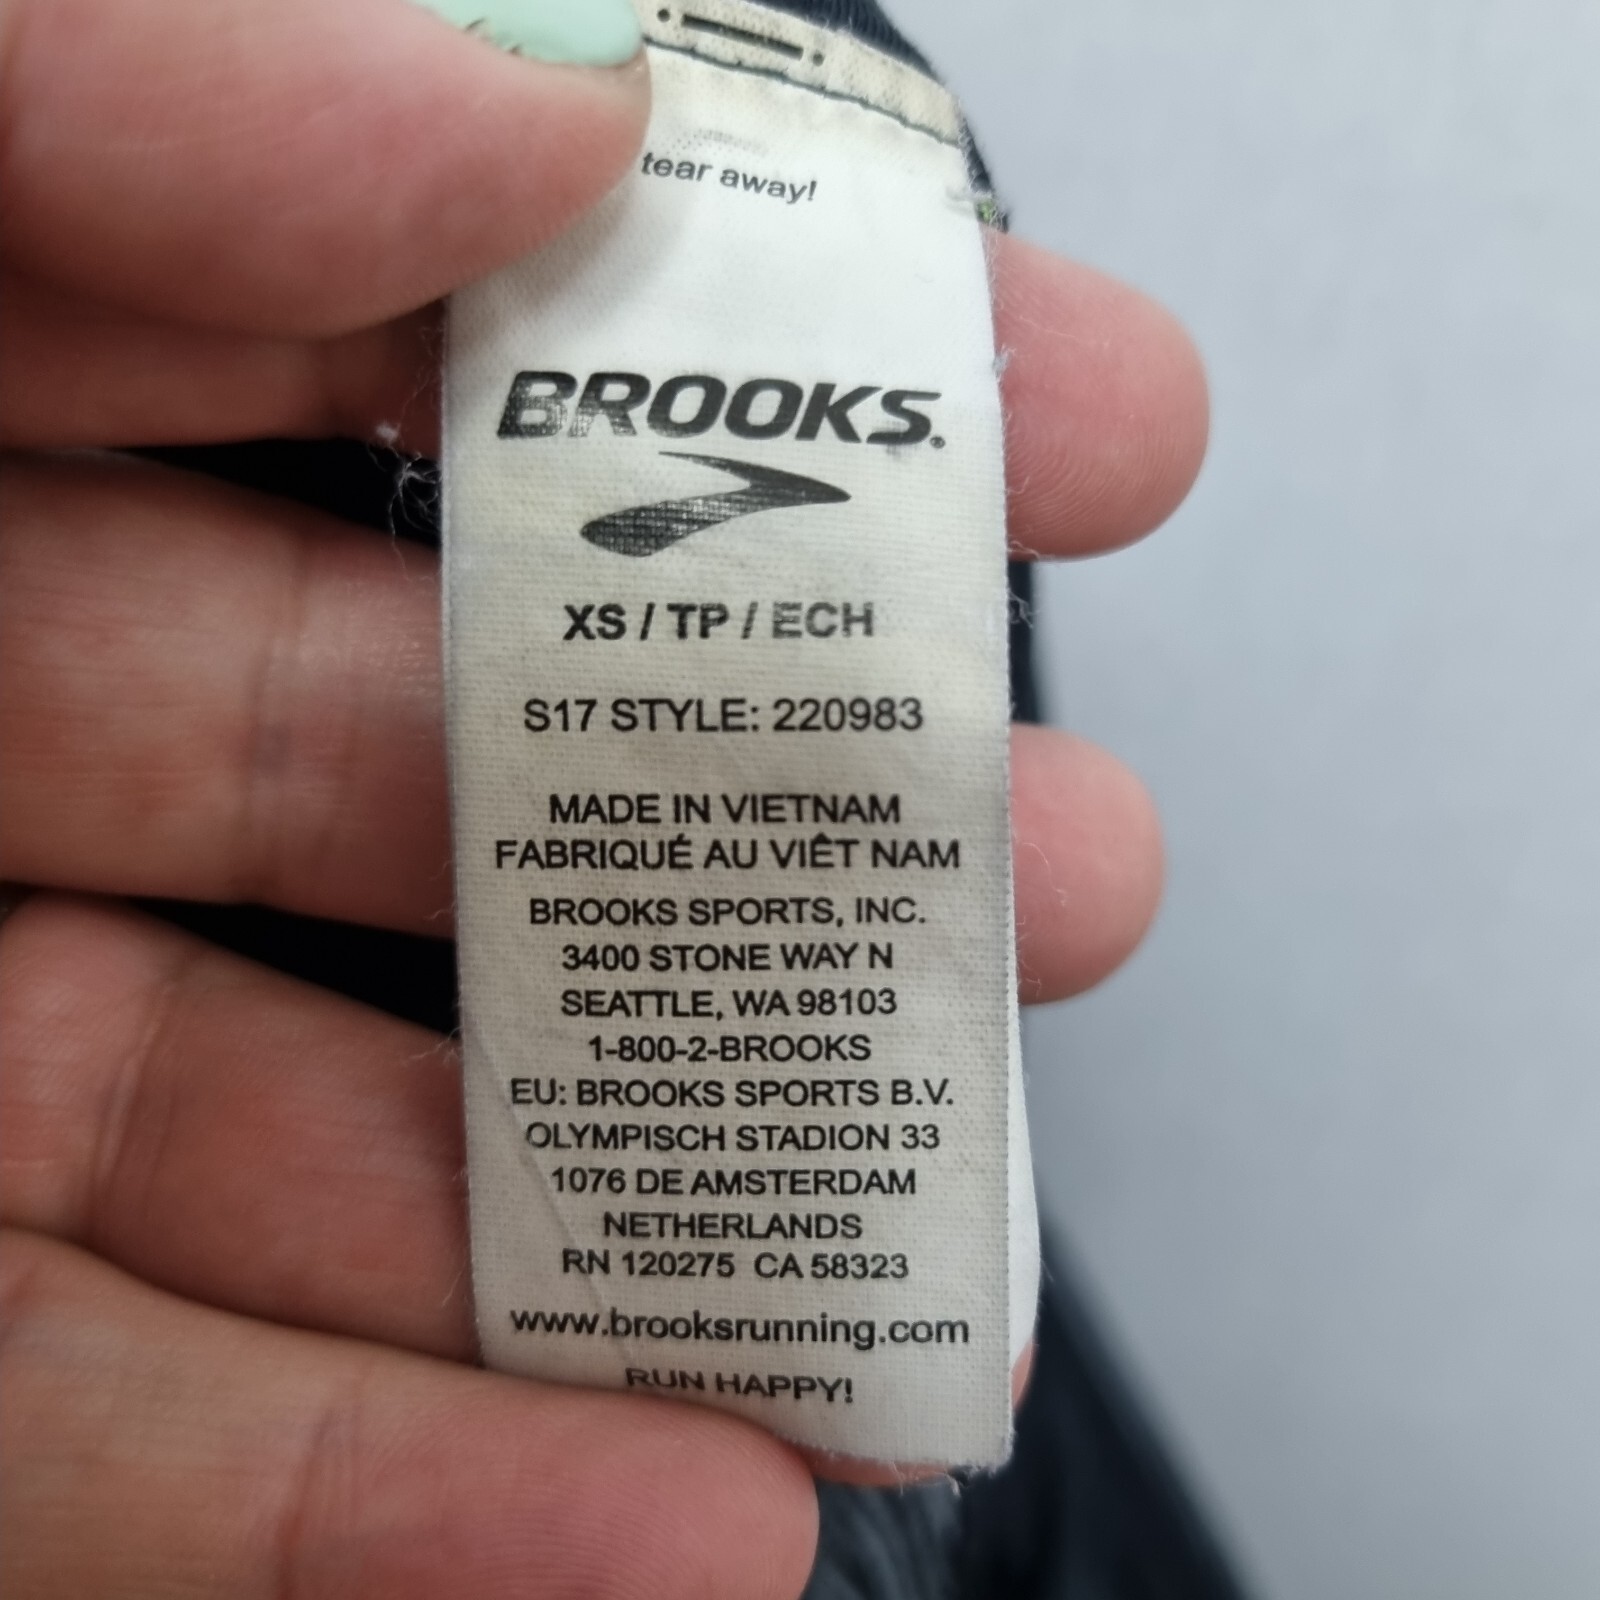 tear away!
BROOKS®
XS / TP / ECH
S17 STYLE: 220983
MADE IN VIETNAM
FABRIQUÉ AU VIÊT NAM
BROOKS SPORTS, INC.
3400 STONE WAY N
SEATTLE, WA 98103
1-800-2-BROOKS
EU: BROOKS SPORTS B.V.
OLYMPISCH STADION 33
1076 DE AMSTERDAM
NETHERLANDS
RN 120275 CA 58323
www.brooksrunning.com
RUN HAPPY!